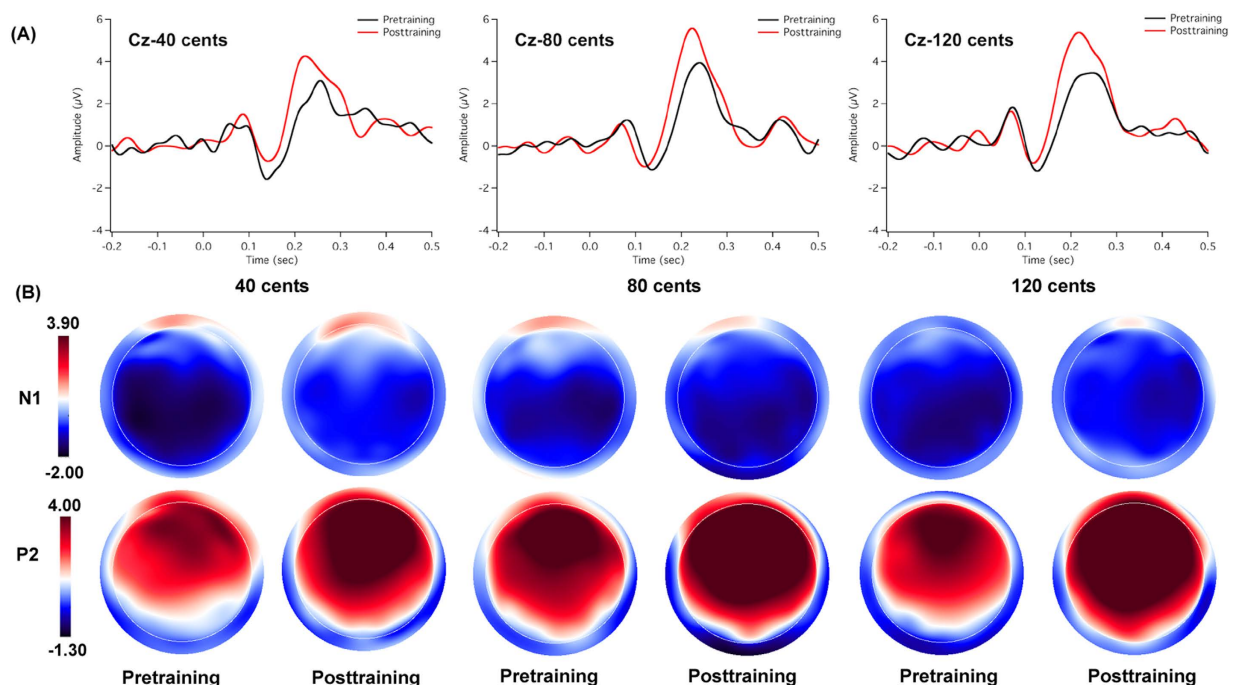 (A)
Cz-40 cents
Pretraining
Posttraining
Amplitude (µV)
6
4
2
0
-2
-4
-0.2 -0.1 0.0 0.1 0.2 0.3 0.4 0.5
Time (sec)
Cz-80 cents
Pretraining
Posttraining
Amplitude (µV)
6
4
2
0
-2
-4
-0.2 -0.1 0.0 0.1 0.2 0.3 0.4 0.5
Time (sec)
Cz-120 cents
Pretraining
Posttraining
Amplitude (µV)
6
4
2
0
-2
-4
-0.2 -0.1 0.0 0.1 0.2 0.3 0.4 0.5
Time (sec)
(B)
40 cents 80 cents 120 cents
3.90
N1
-2.00
4.00
P2
-1.30
Pretraining Posttraining Pretraining Posttraining Pretraining Posttraining